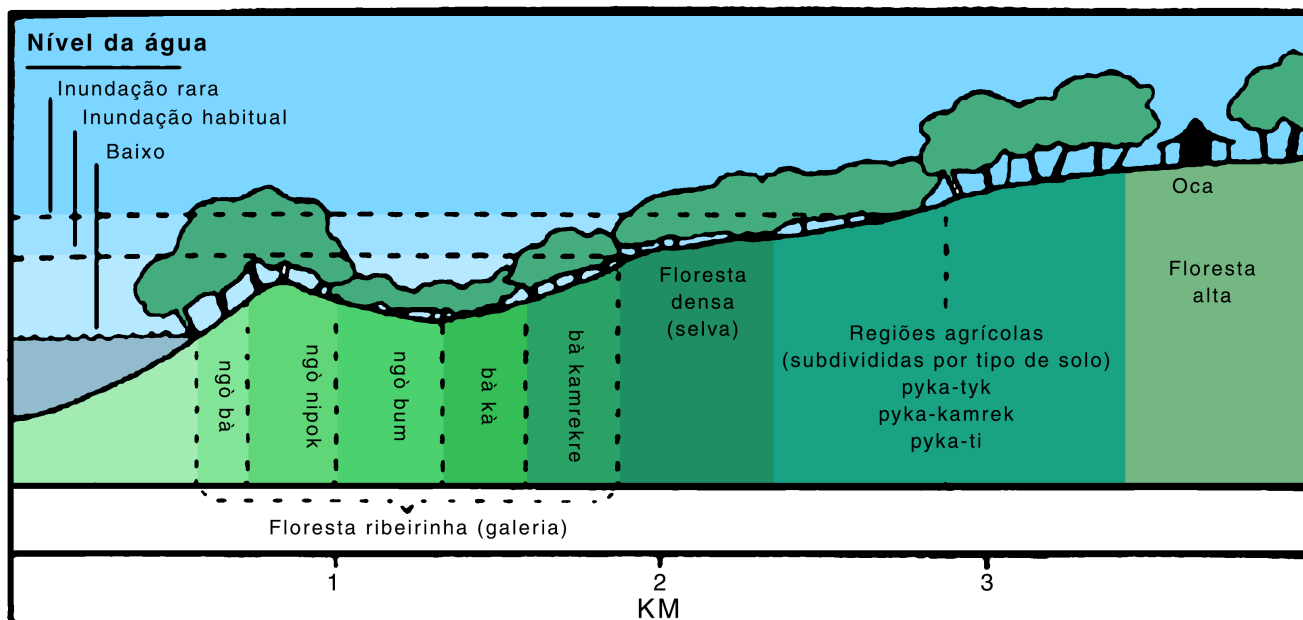 Nível da água
Inundação rara
Inundação habitual
Baixo
Oca
Floresta
densa
(selva)
Floresta
alta
Regiões agrícolas
(subdivididas por tipo de solo)
pyka-tyk
pyka-kamrek
pyka-ti
ngò bà
ngò nipok
ngò bum
bà kà
bà kamrekre
Floresta ribeirinha (galeria)
1
2
3
KM